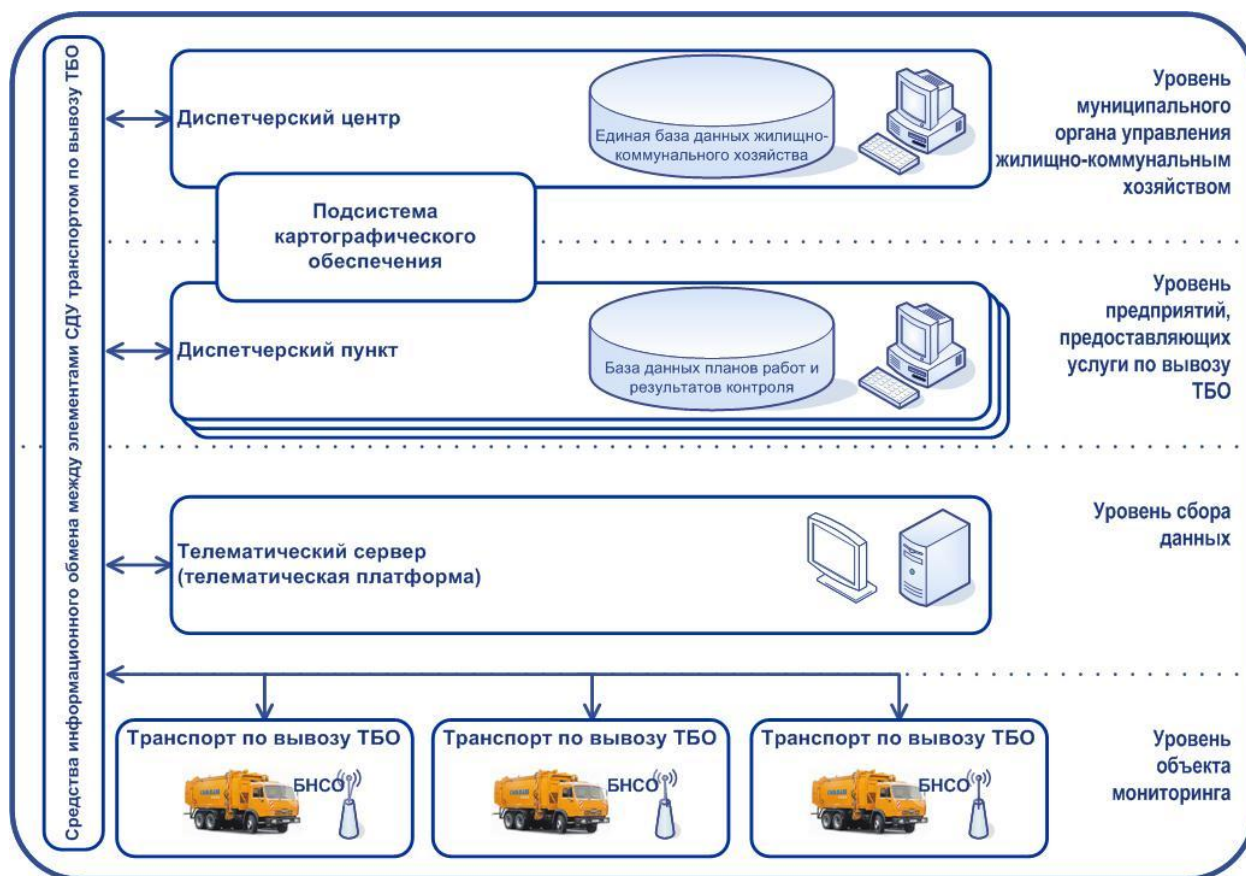 Средства информационного обмена между элементами СДУ транспортом по вывозу ТБО
Диспетчерский центр
Единая база данных жилищно-
коммунального хозяйства
Уровень
муниципального
органа управления
жилищно-коммунальным
хозяйством
Подсистема
картографического
обеспечения
Диспетчерский пункт
База данных планов работ и
результатов контроля
Уровень
предприятий,
предоставляющих
услуги по вывозу
ТБО
Телематический сервер
(телематическая платформа)
Уровень сбора
данных
Транспорт по вывозу ТБО
БНСО
Транспорт по вывозу ТБО
БНСО
Транспорт по вывозу ТБО
БНСО
Уровень
объекта
мониторинга